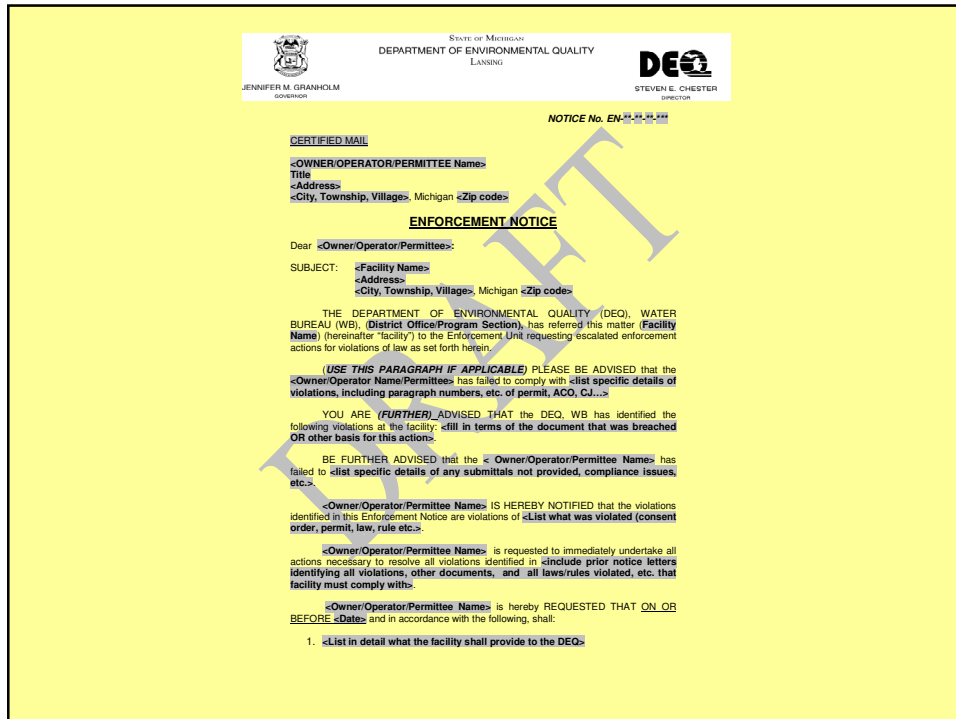 STATE OF MICHIGAN
DEPARTMENT OF ENVIRONMENTAL QUALITY
LANSING
DEQ
JENNIFER M. GRANHOLM
GOVERNOR
STEVEN E. CHESTER
DIRECTOR
NOTICE No. EN-**-**-**-***
CERTIFIED MAIL
<OWNER/OPERATOR/PERMITTEE Name>
Title
<Address>
<City, Township, Village>, Michigan <Zip code>
ENFORCEMENT NOTICE
Dear <Owner/Operator/Permittee>:
SUBJECT: <Facility Name>
<Address>
<City, Township, Village>, Michigan <Zip code>
THE DEPARTMENT OF ENVIRONMENTAL QUALITY (DEQ), WATER
BUREAU (WB), (District Office/Program Section), has referred this matter (Facility
Name) (hereinafter “facility”) to the Enforcement Unit requesting escalated enforcement
actions for violations of law as set forth herein.
(USE THIS PARAGRAPH IF APPLICABLE) PLEASE BE ADVISED that the
<Owner/Operator Name/Permittee> has failed to comply with <list specific details of
violations, including paragraph numbers, etc. of permit, ACO, CJ…>
YOU ARE (FURTHER) ADVISED THAT the DEQ, WB has identified the
following violations at the facility: <fill in terms of the document that was breached
OR other basis for this action>.
BE FURTHER ADVISED that the < Owner/Operator/Permittee Name> has
failed to <list specific details of any submittals not provided, compliance issues,
etc.>.
<Owner/Operator/Permittee Name> IS HEREBY NOTIFIED that the violations
identified in this Enforcement Notice are violations of <List what was violated (consent
order, permit, law, rule etc.>.
<Owner/Operator/Permittee Name> is requested to immediately undertake all
actions necessary to resolve all violations identified in <include prior notice letters
identifying all violations, other documents, and all laws/rules violated, etc. that
facility must comply with>.
<Owner/Operator/Permittee Name> is hereby REQUESTED THAT ON OR
BEFORE <Date> and in accordance with the following, shall:
1. <List in detail what the facility shall provide to the DEQ>
DRAFT